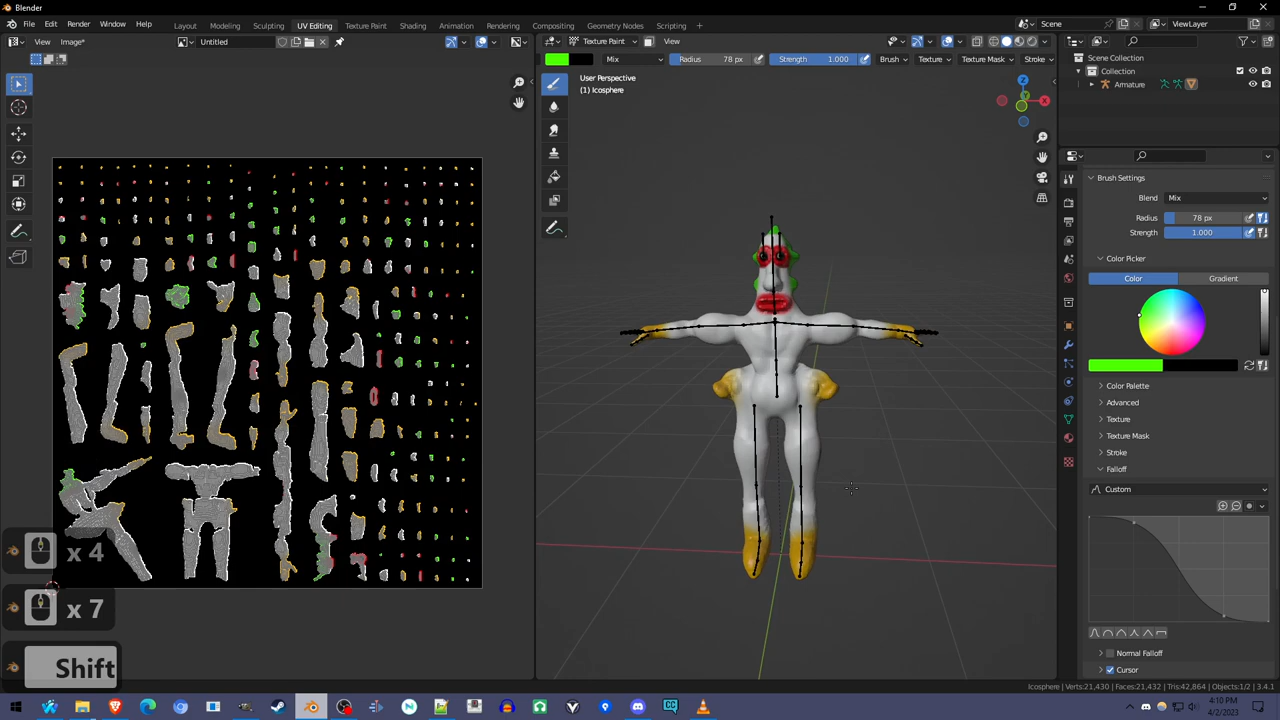 Blender
File Edit Render Window Help
Layout Modeling Sculpting UV Editing Texture Paint Shading Animation Rendering Compositing Geometry Nodes Scripting +
Scene ViewLayer
View Image* Untitled
Texture Paint View
Mix Radius 78 px Strength 1.000 Brush Texture Texture Mask Stroke
User Perspective
(1) Icosphere
X
Y
Z
Scene Collection
Collection
Armature
Brush Settings
Blend Mix
Radius 78 px
Strength 1.000
Color Picker
Color Gradient
Color Palette
Advanced
Texture
Texture Mask
Stroke
Falloff
Custom
Normal Falloff
Cursor
x 4
x 7
Shift
Icosphere | Verts:21,430 | Faces:21,432 | Tris:42,864 | Objects:1/2 | 3.4.1
4:10 PM
4/2/2023